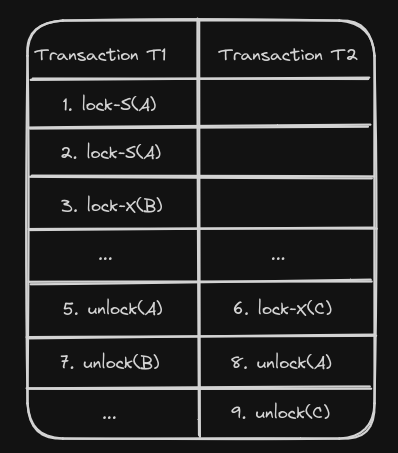 Transaction T1 Transaction T2
1. lock-S(A)
2. lock-S(A)
3. lock-X(B)
... ...
5. unlock(A) 6. lock-X(C)
7. unlock(B) 8. unlock(A)
... 9. unlock(C)